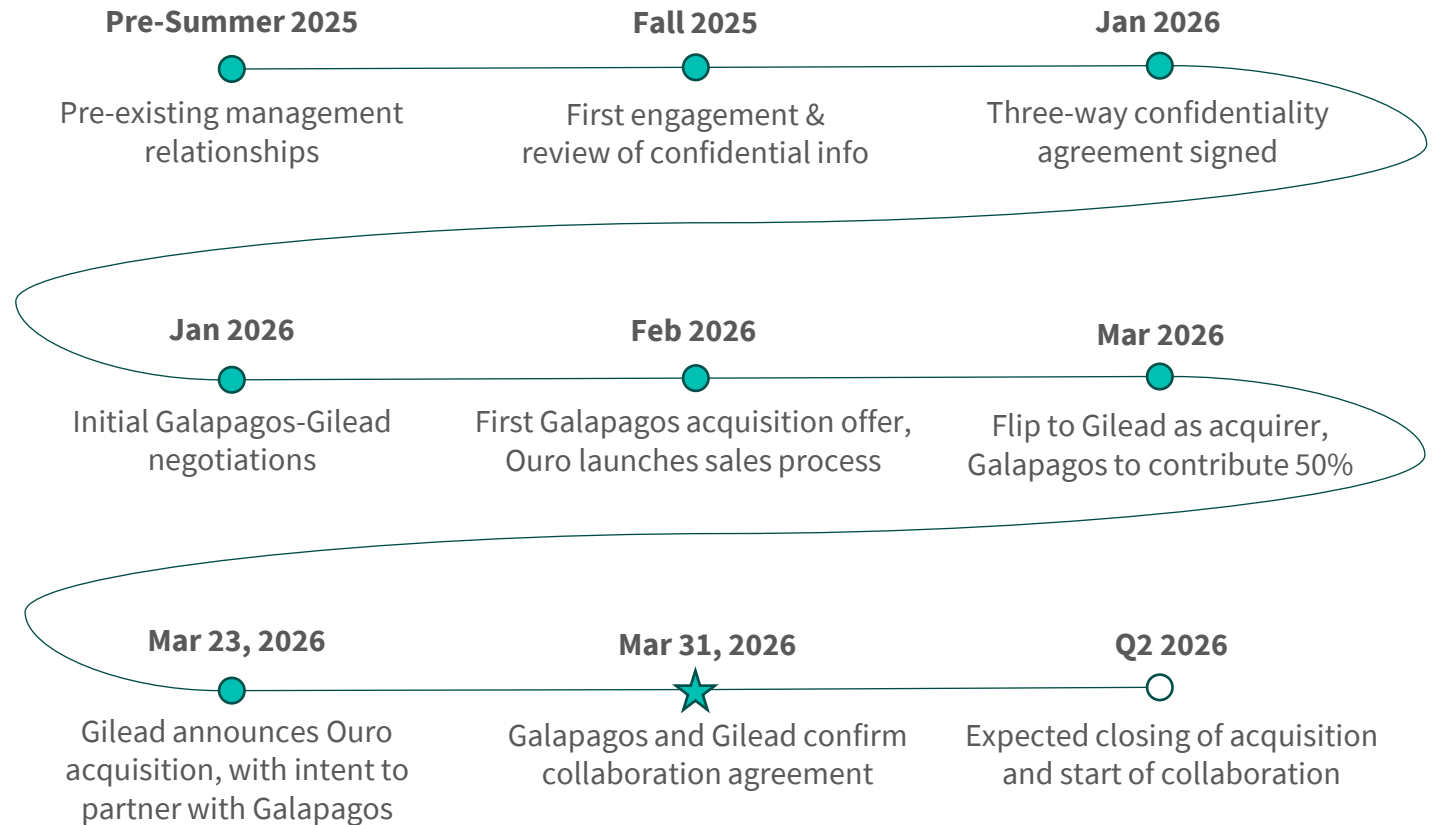 Pre-Summer 2025
Pre-existing management
relationships
Fall 2025
First engagement &
review of confidential info
Jan 2026
Three-way confidentiality
agreement signed
Jan 2026
Initial Galapagos-Gilead
negotiations
Feb 2026
First Galapagos acquisition offer,
Ouro launches sales process
Mar 2026
Flip to Gilead as acquirer,
Galapagos to contribute 50%
Mar 23, 2026
Gilead announces Ouro
acquisition, with intent to
partner with Galapagos
Mar 31, 2026
Galapagos and Gilead confirm
collaboration agreement
Q2 2026
Expected closing of acquisition
and start of collaboration